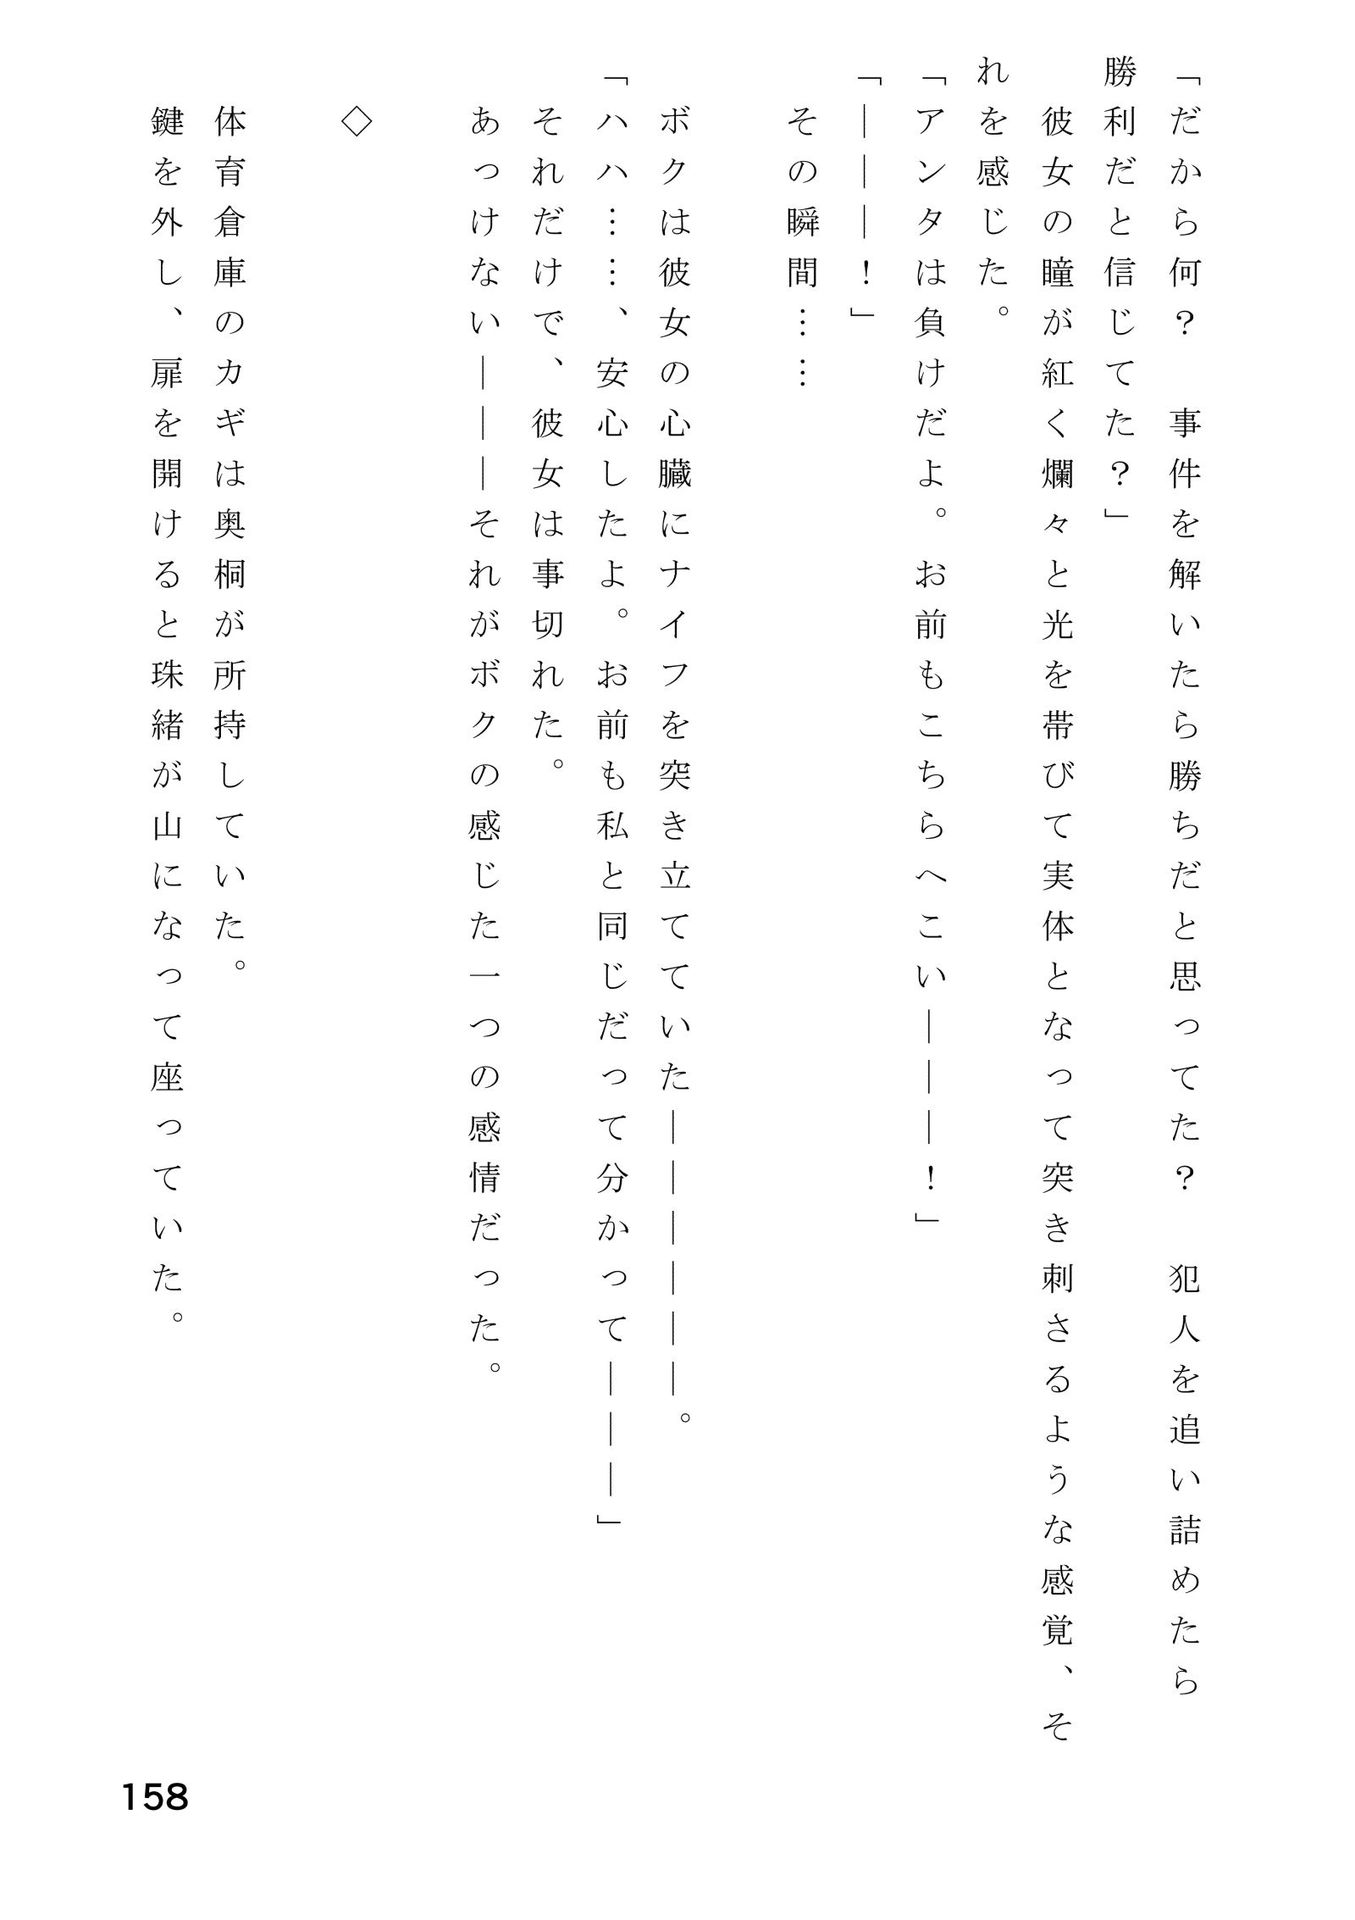 「だから何？　事件を解いたら勝ちだと思ってた？　犯人を追い詰めたら
勝利だと信じてた？」
　彼女の瞳が紅く爛々と光を帯びて実体となって突き刺さるような感覚、そ
れを感じた。
「アンタは負けだよ。お前もこちらへこい―――！」
「―――！」
　その瞬間……
　ボクは彼女の心臓にナイフを突き立てていた――――――。
「ハハ……、安心したよ。お前も私と同じだって分かって―――」
　それだけで、彼女は事切れた。
　あっけない―――それがボクの感じた一つの感情だった。
　◇
　体育倉庫のカギは奥桐が所持していた。
　鍵を外し、扉を開けると珠緒が山になって座っていた。
158